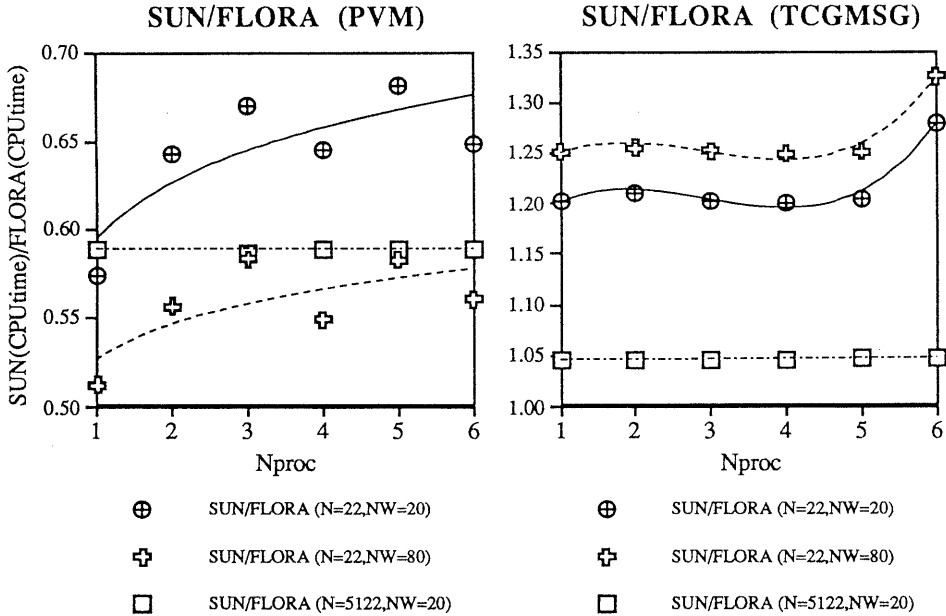 SUN/FLORA (PVM)
SUN(CPUtime)/FLORA(CPUtime)
0.70
0.65
0.60
0.55
0.50
1 2 3 4 5 6
Nproc
SUN/FLORA (N=22,NW=20)
SUN/FLORA (N=22,NW=80)
SUN/FLORA (N=5122,NW=20)
SUN/FLORA (TCGMSG)
1.35
1.30
1.25
1.20
1.15
1.10
1.05
1.00
1 2 3 4 5 6
Nproc
SUN/FLORA (N=22,NW=20)
SUN/FLORA (N=22,NW=80)
SUN/FLORA (N=5122,NW=20)